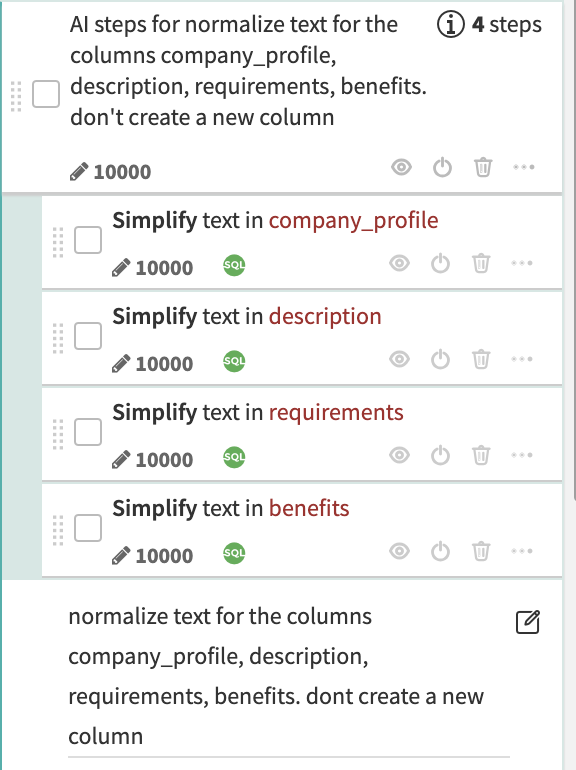 AI steps for normalize text for the
4 steps
columns company_profile,
description, requirements, benefits.
don't create a new column
10000
Simplify text in company_profile
10000 SQL
Simplify text in description
10000 SQL
Simplify text in requirements
10000 SQL
Simplify text in benefits
10000 SQL
normalize text for the columns
company_profile, description,
requirements, benefits. dont create a new
column